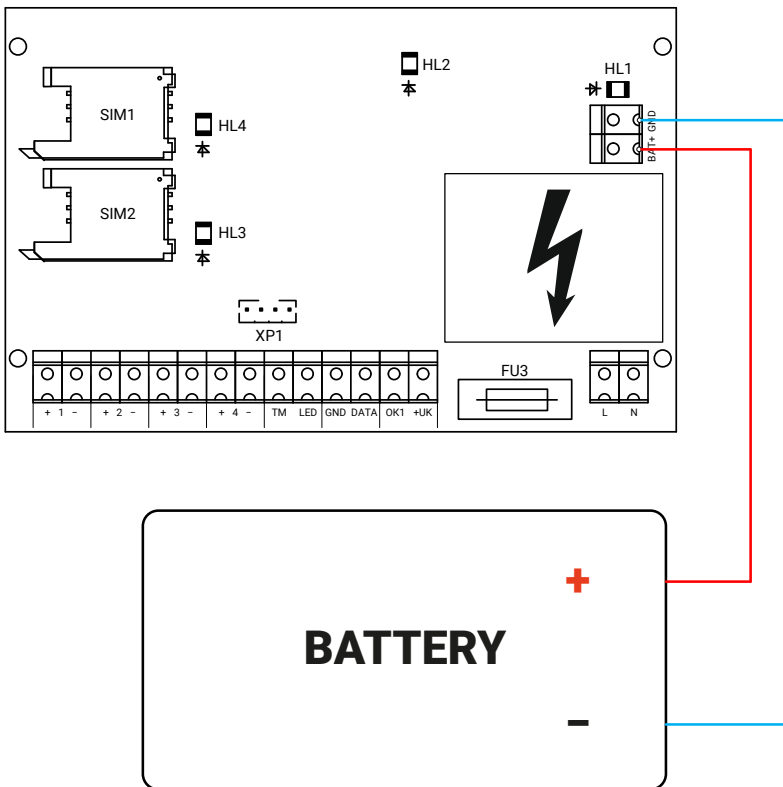 HL2
HL1
SIM1
HL4
BAT+ GND
SIM2
HL3
XP1
FU3
+ 1 - + 2 - + 3 - + 4 - TM LED GND DATA OK1 +UK L N
+
BATTERY
-